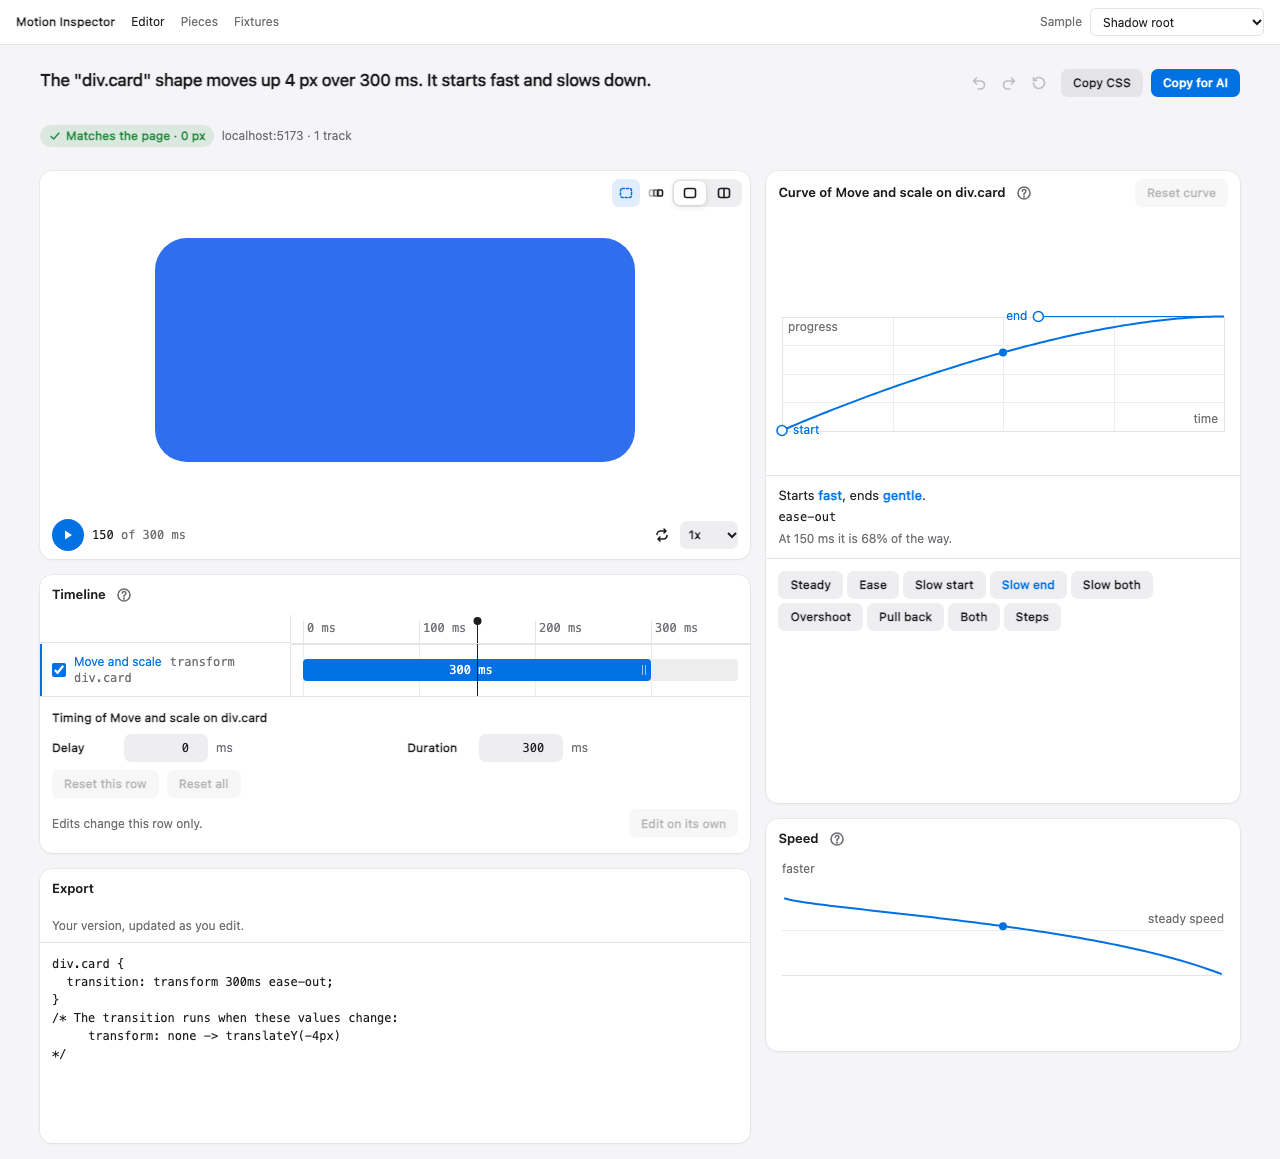 Motion Inspector Editor Pieces Fixtures Sample Shadow root
The "div.card" shape moves up 4 px over 300 ms. It starts fast and slows down.
Copy CSS Copy for AI
Matches the page · 0 px localhost:5173 · 1 track
150 of 300 ms 1x
Timeline
0 ms 100 ms 200 ms 300 ms
Move and scale transform
div.card
300 ms
Timing of Move and scale on div.card
Delay 0 ms Duration 300 ms
Reset this row Reset all
Edits change this row only. Edit on its own
Export
Your version, updated as you edit.
div.card {
transition: transform 300ms ease-out;
}
/* The transition runs when these values change:
transform: none -> translateY(-4px)
*/
Curve of Move and scale on div.card Reset curve
end
progress
time
start
Starts fast, ends gentle.
ease-out
At 150 ms it is 68% of the way.
Steady Ease Slow start Slow end Slow both
Overshoot Pull back Both Steps
Speed
faster
steady speed